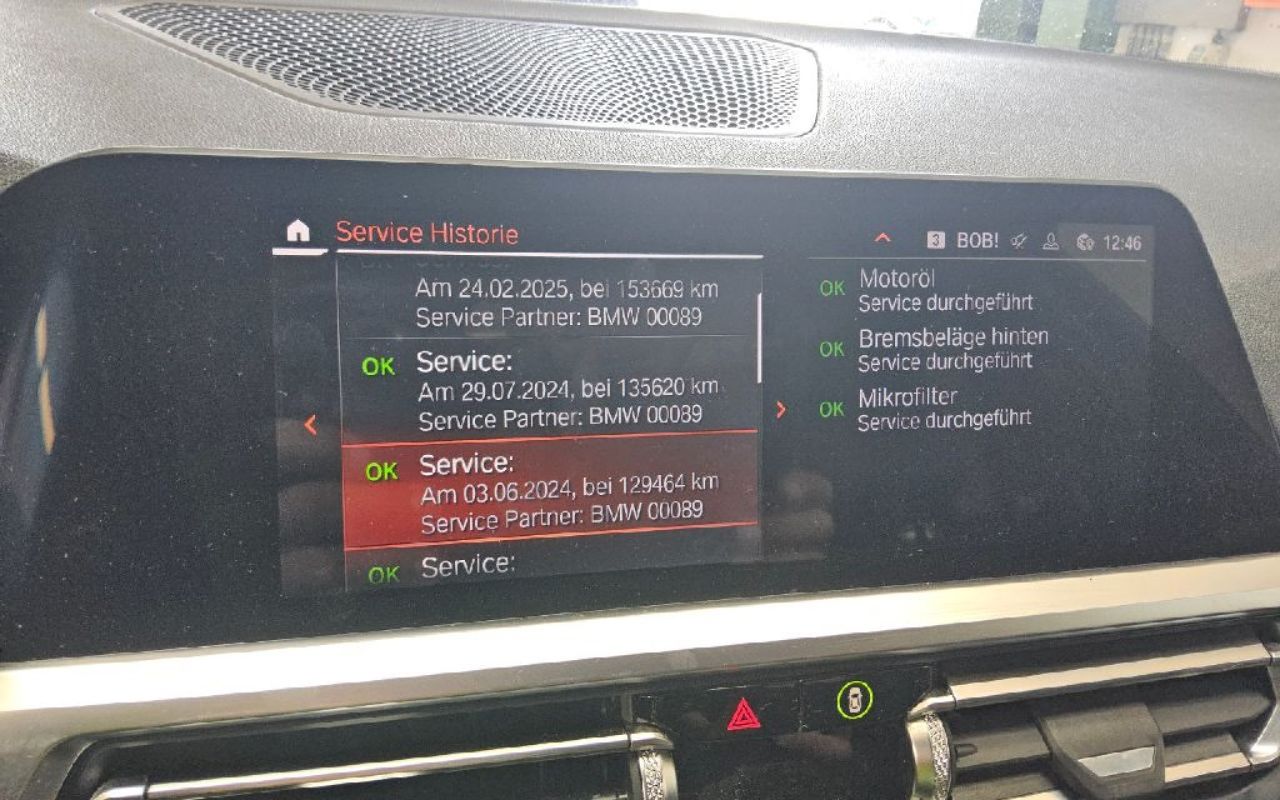 Service Historie
3 BOB! 12:46
Am 24.02.2025, bei 153669 km
Service Partner: BMW 00089
OK Service:
Am 29.07.2024, bei 135620 km
Service Partner: BMW 00089
OK Service:
Am 03.06.2024, bei 129464 km
Service Partner: BMW 00089
OK Service:
OK Motoröl
Service durchgeführt
OK Bremsbeläge hinten
Service durchgeführt
OK Mikrofilter
Service durchgeführt